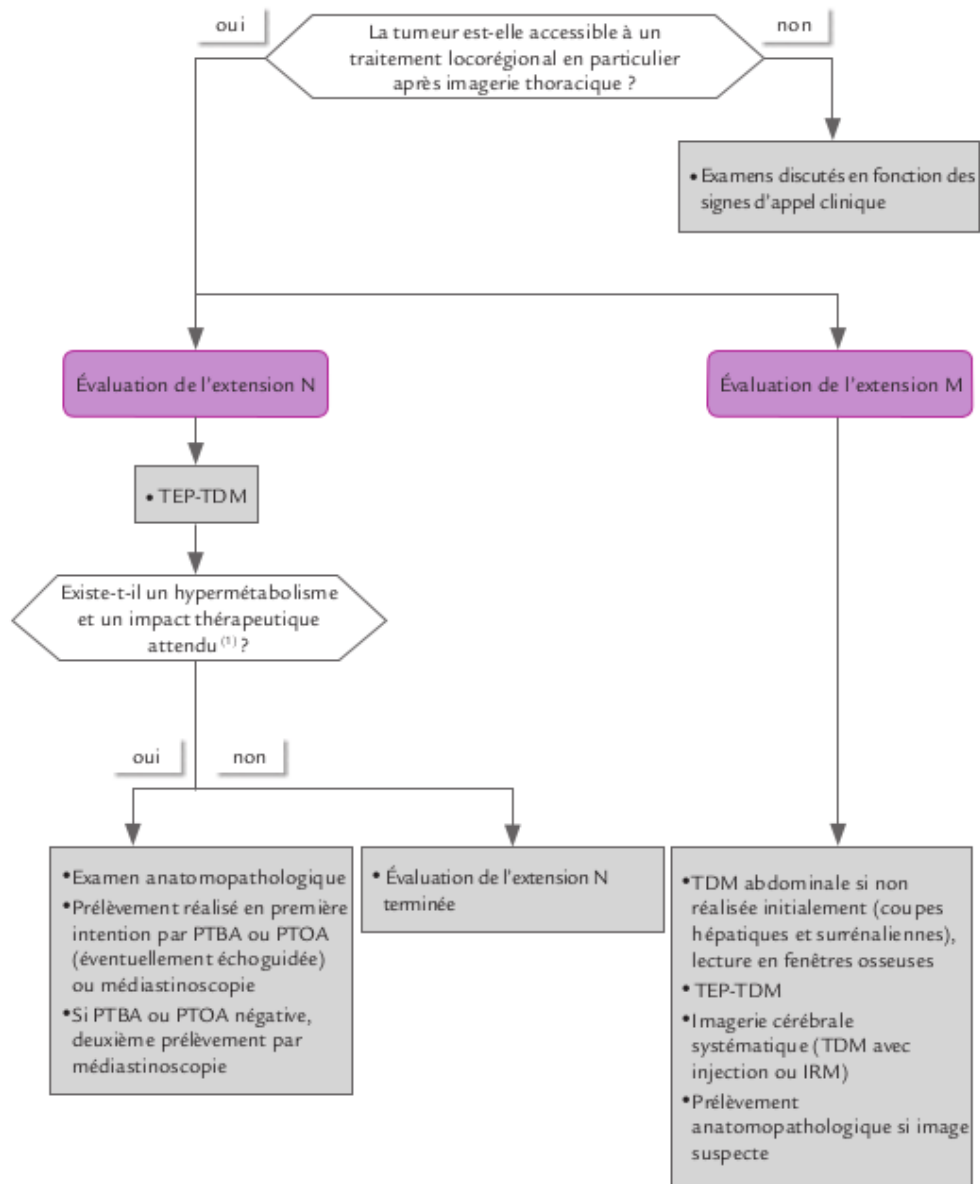 oui
La tumeur est-elle accessible à un
traitement locorégional en particulier
après imagerie thoracique ?
non
• Examens discutés en fonction des
signes d'appel clinique
Évaluation de l'extension N
Évaluation de l'extension M
• TEP-TDM
Existe-t-il un hypermétabolisme
et un impact thérapeutique
attendu (1) ?
oui
non
• Examen anatomopathologique
• Prélèvement réalisé en première
intention par PTBA ou PTOA
(éventuellement échoguidée)
ou médiastinoscopie
• Si PTBA ou PTOA négative,
deuxième prélèvement par
médiastinoscopie
• Évaluation de l'extension N
terminée
• TDM abdominale si non
réalisée initialement (coupes
hépatiques et surrénaliennes),
lecture en fenêtres osseuses
• TEP-TDM
• Imagerie cérébrale
systématique (TDM avec
injection ou IRM)
• Prélèvement
anatomopathologique si image
suspecte